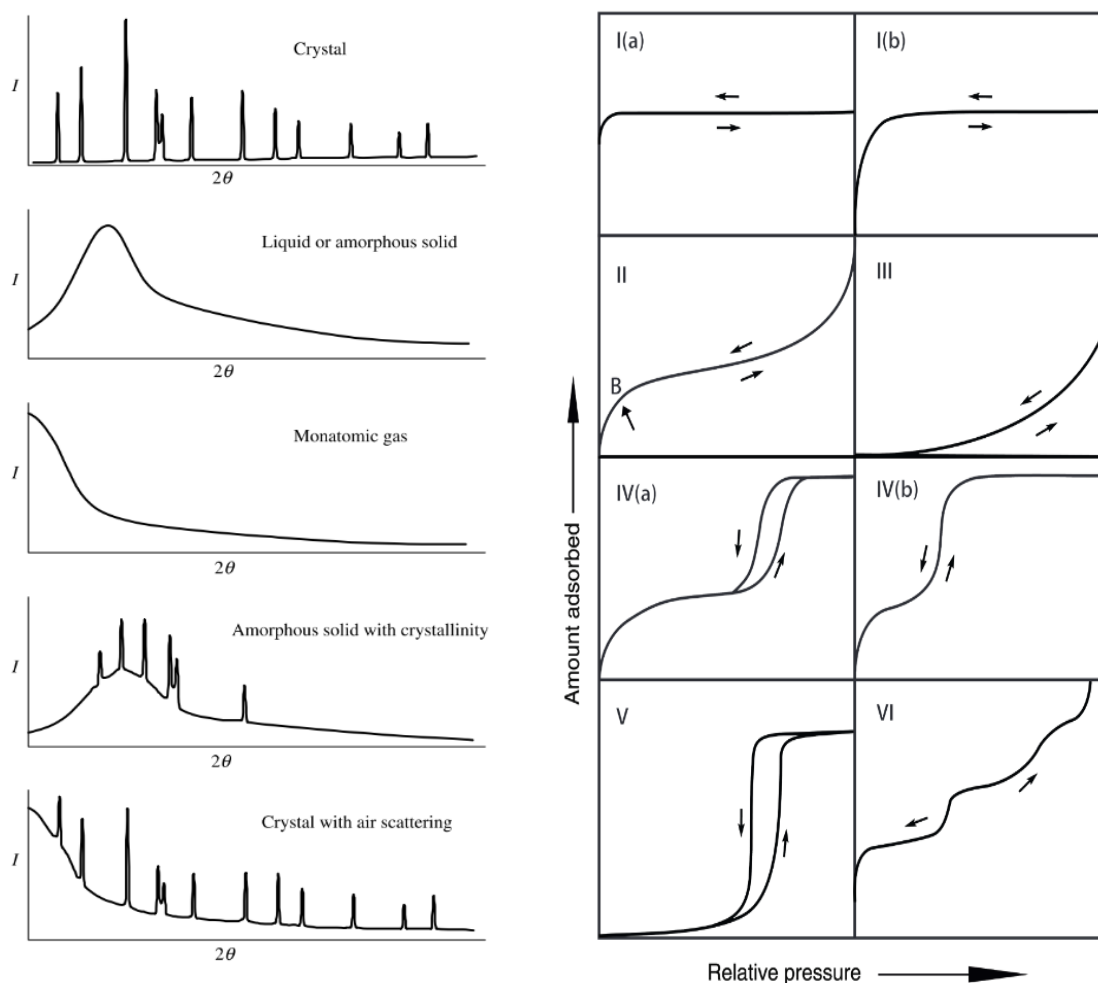 Crystal
I
2θ
Liquid or amorphous solid
I
2θ
Monatomic gas
I
2θ
Amorphous solid with crystallinity
I
2θ
Crystal with air scattering
I
2θ
I(a)
I(b)
II
III
B
IV(a)
IV(b)
V
VI
Amount adsorbed
Relative pressure